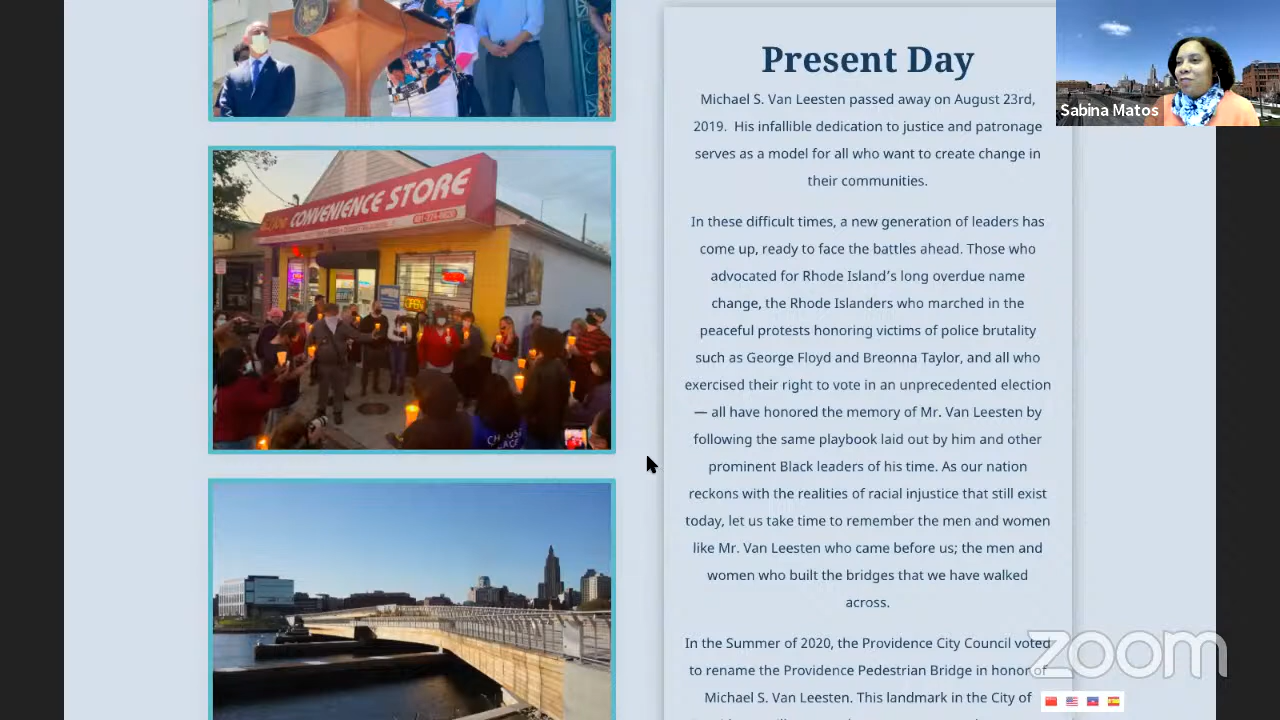 Present Day
Michael S. Van Leesten passed away on August 23rd,
2019. His infallible dedication to justice and patronage
serves as a model for all who want to create change in
their communities.
In these difficult times, a new generation of leaders has
come up, ready to face the battles ahead. Those who
advocated for Rhode Island’s long overdue name
change, the Rhode Islanders who marched in the
peaceful protests honoring victims of police brutality
such as George Floyd and Breonna Taylor, and all who
exercised their right to vote in an unprecedented election
— all have honored the memory of Mr. Van Leesten by
following the same playbook laid out by him and other
prominent Black leaders of his time. As our nation
reckons with the realities of racial injustice that still exist
today, let us take time to remember the men and women
like Mr. Van Leesten who came before us; the men and
women who built the bridges that we have walked
across.
In the Summer of 2020, the Providence City Council voted
to rename the Providence Pedestrian Bridge in honor of
Michael S. Van Leesten. This landmark in the City of
Sabina Matos
CONVENIENCE STORE
OPEN
zoom